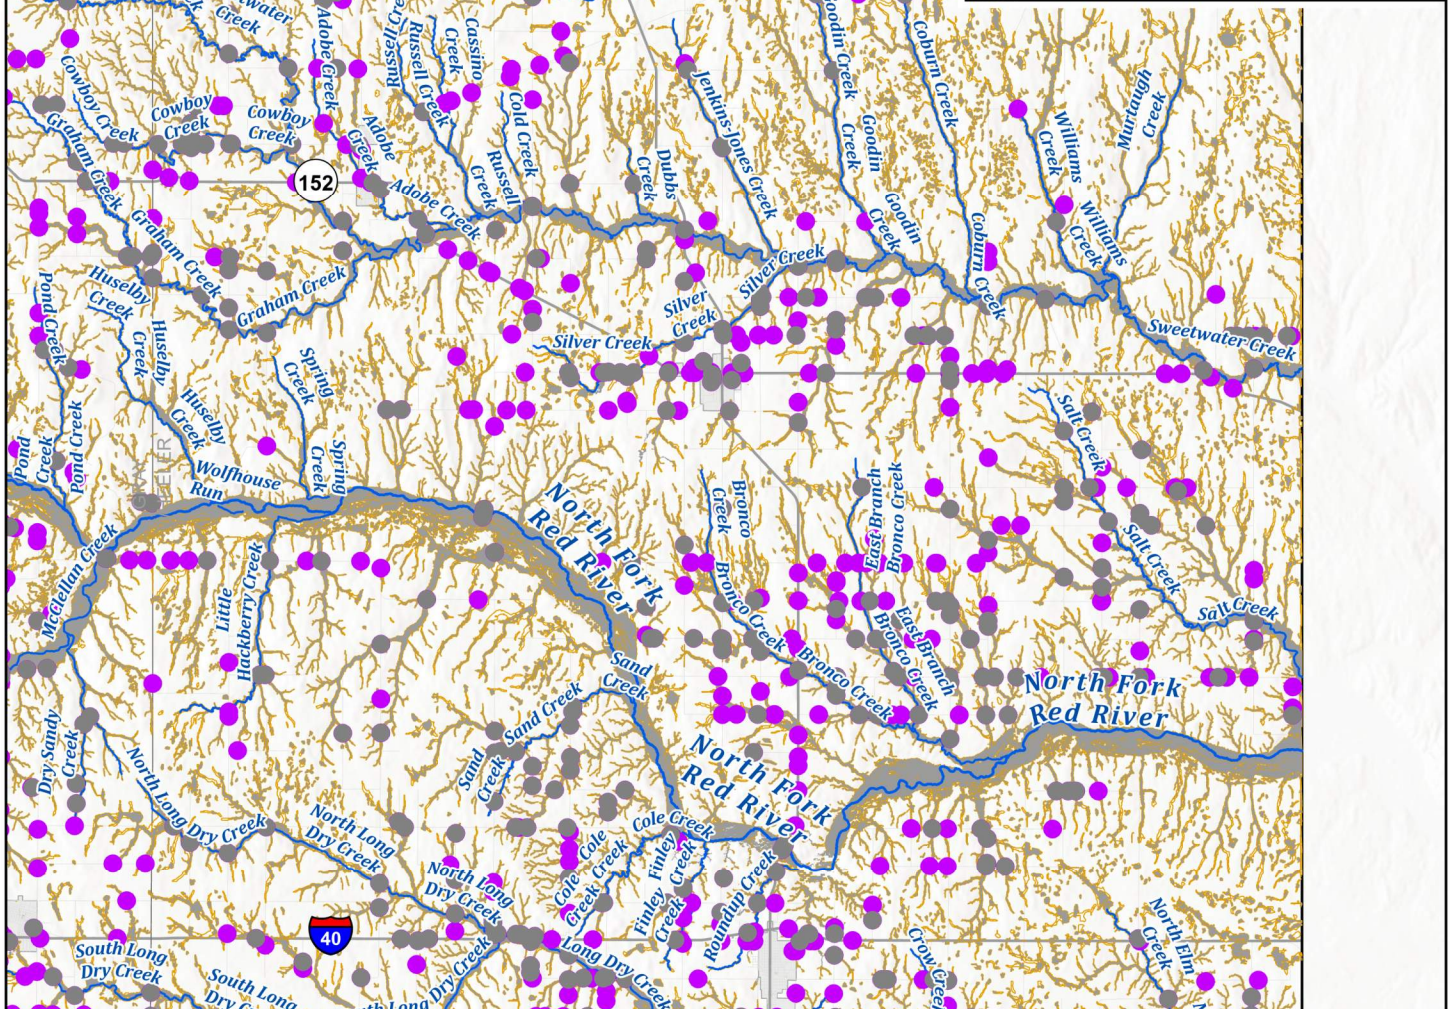 water
Creek
Adobe Creek
Russell Cre
Russell Creek
Cassino
Creek
Goodin Creek
Coburn Creek
Cowboy Creek
Cowboy
Creek
Cowboy
Creek
Graham Creek
Adobe
Creek
Cold Creek
Jenkins-Jones Creek
Creek
Goodin
Williams
Creek
Murtaugh
Creek
152
Adobe Creek
Russell
Creek
Dubbs
Creek
Goodin
Creek
Coburn Creek
Williams
Creek
Graham Creek
Graham Creek
Huselby
Creek
Huselby
Creek
Pond Creek
Silver Creek
Silver
Creek
Silver Creek
Sweetwater Creek
Spring
Creek
Huselby
Creek
Salt Creek
Pond
Creek
Pond Creek
GRAY
WHEELER
Wolfhouse
Run
Spring
Creek
North Fork
Red River
Bronco
Creek
East Branch
Bronco Creek
Salt Creek
Salt Creek
McClellan Creek
Little
Hackberry Creek
Bronco Creek
East Branch
Bronco Creek
Bronco Creek
Sand
Creek
Sand Creek
Sand
Creek
North Fork
Red River
North Fork
Red River
Dry Sandy
Creek
North Long Dry Creek
North Long
Dry Creek
North Long
Dry Creek
Cole Creek
Cole
Creek
Cole
Creek
Finley
Creek
Finley
Creek
Roundup Creek
40
South Long
Dry Creek
South Long
Dry Cree
th Long
Dry Creek
Long Dry Creek
Crow Creek
North Elm
Creek